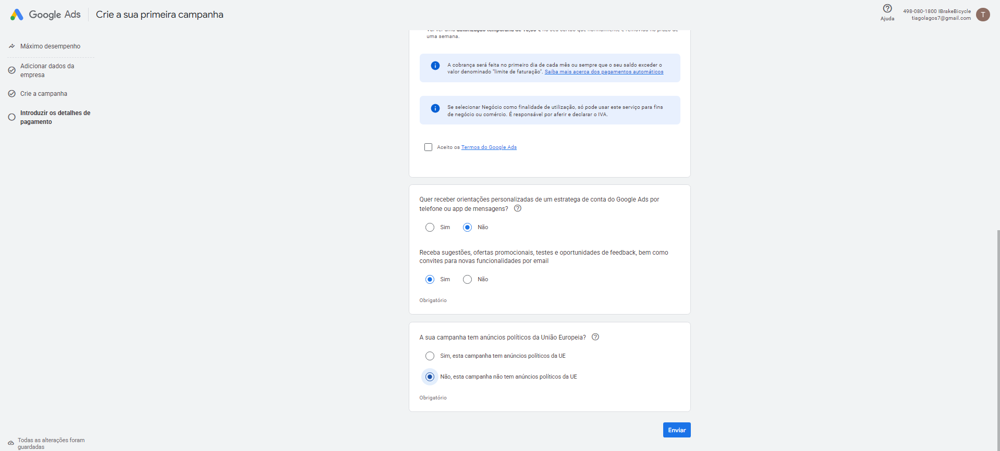 Google Ads
Crie a sua primeira campanha
Ajuda
498-080-1800 IBrakeBicycle
tiagolagos7@gmail.com
T
Máximo desempenho
Adicionar dados da
empresa
Crie a campanha
Introduzir os detalhes de
pagamento
Todas as alterações foram
guardadas
uma semana.
A cobrança será feita no primeiro dia de cada mês ou sempre que o seu saldo exceder o
valor denominado "limite de faturação". Saiba mais acerca dos pagamentos automáticos
Se selecionar Negócio como finalidade de utilização, só pode usar este serviço para fins
de negócio ou comércio. É responsável por aferir e declarar o IVA.
Aceito os Termos do Google Ads
Quer receber orientações personalizadas de um estratega de conta do Google Ads por
telefone ou app de mensagens?
Sim Não
Receba sugestões, ofertas promocionais, testes e oportunidades de feedback, bem como
convites para novas funcionalidades por email
Sim Não
Obrigatório
A sua campanha tem anúncios políticos da União Europeia?
Sim, esta campanha tem anúncios políticos da UE
Não, esta campanha não tem anúncios políticos da UE
Obrigatório
Enviar